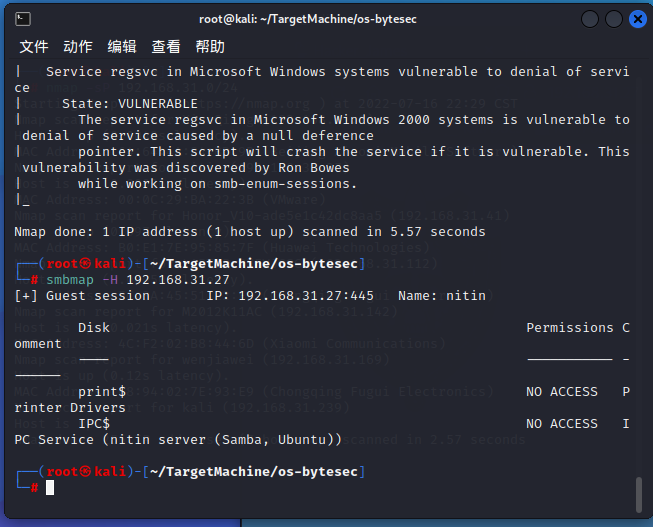 root@kali: ~/TargetMachine/os-bytesec
文件 动作 编辑 查看 帮助
|   Service regsvc in Microsoft Windows systems vulnerable to denial of servi
ce
|     State: VULNERABLE
|       The service regsvc in Microsoft Windows 2000 systems is vulnerable to
 denial of service caused by a null deference
|       pointer. This script will crash the service if it is vulnerable. This
 vulnerability was discovered by Ron Bowes
|       while working on smb-enum-sessions.
|_
Nmap done: 1 IP address (1 host up) scanned in 5.57 seconds
┌──(root㉿kali)-[~/TargetMachine/os-bytesec]
└─# smbmap -H 192.168.31.27
[+] Guest session       IP: 192.168.31.27:445   Name: nitin
        Disk                                                    Permissions C
omment
        ----                                                    ----------- -
------
        print$                                                  NO ACCESS   P
rinter Drivers
        IPC$                                                    NO ACCESS   I
PC Service (nitin server (Samba, Ubuntu))
┌──(root㉿kali)-[~/TargetMachine/os-bytesec]
└─#